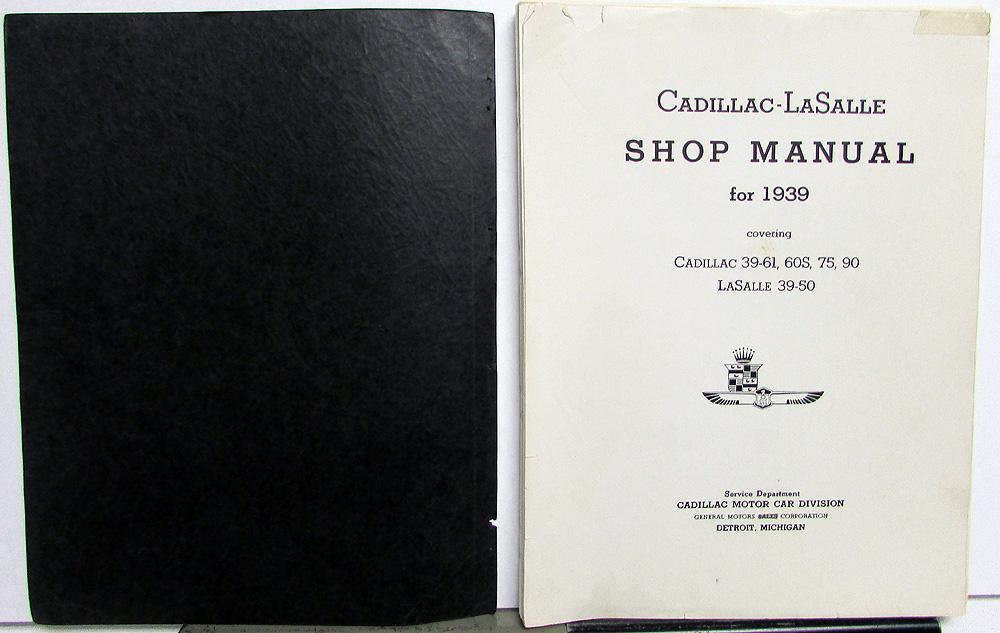 CADILLAC-LASALLE
SHOP MANUAL
for 1939
covering
CADILLAC 39-61, 60S, 75, 90
LASALLE 39-50
Service Department
CADILLAC MOTOR CAR DIVISION
GENERAL MOTORS SALES CORPORATION
DETROIT, MICHIGAN